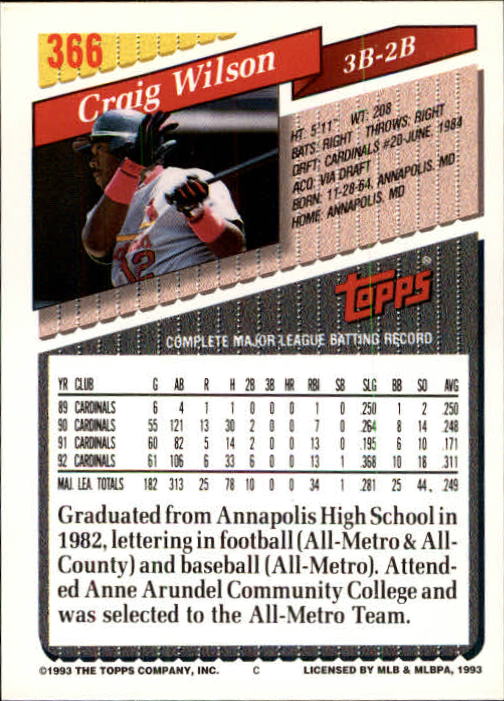 366
Craig Wilson
3B-2B
HT: 5'11" WT: 208
BATS: RIGHT THROWS: RIGHT
DRFT: CARDINALS #20-JUNE, 1984
ACQ: VIA DRAFT
BORN: 11-28-64, ANNAPOLIS, MD
HOME: ANNAPOLIS, MD
12
TOPPS®
COMPLETE MAJOR LEAGUE BATTING RECORD
YR CLUB G AB R H 2B 3B HR RBI SB SLG BB SO AVG
89 CARDINALS 6 4 1 1 0 0 0 1 0 .250 1 2 .250
90 CARDINALS 55 121 13 30 2 0 0 7 0 .264 8 14 .248
91 CARDINALS 60 82 5 14 2 0 0 13 0 .195 6 10 .171
92 CARDINALS 61 106 6 33 6 0 0 13 1 .368 10 18 .311
MAJ. LEA. TOTALS 182 313 25 78 10 0 0 34 1 .281 25 44 .249
Graduated from Annapolis High School in
1982, lettering in football (All-Metro & All-
County) and baseball (All-Metro). Attend-
ed Anne Arundel Community College and
was selected to the All-Metro Team.
©1993 THE TOPPS COMPANY, INC. C LICENSED BY MLB & MLBPA, 1993